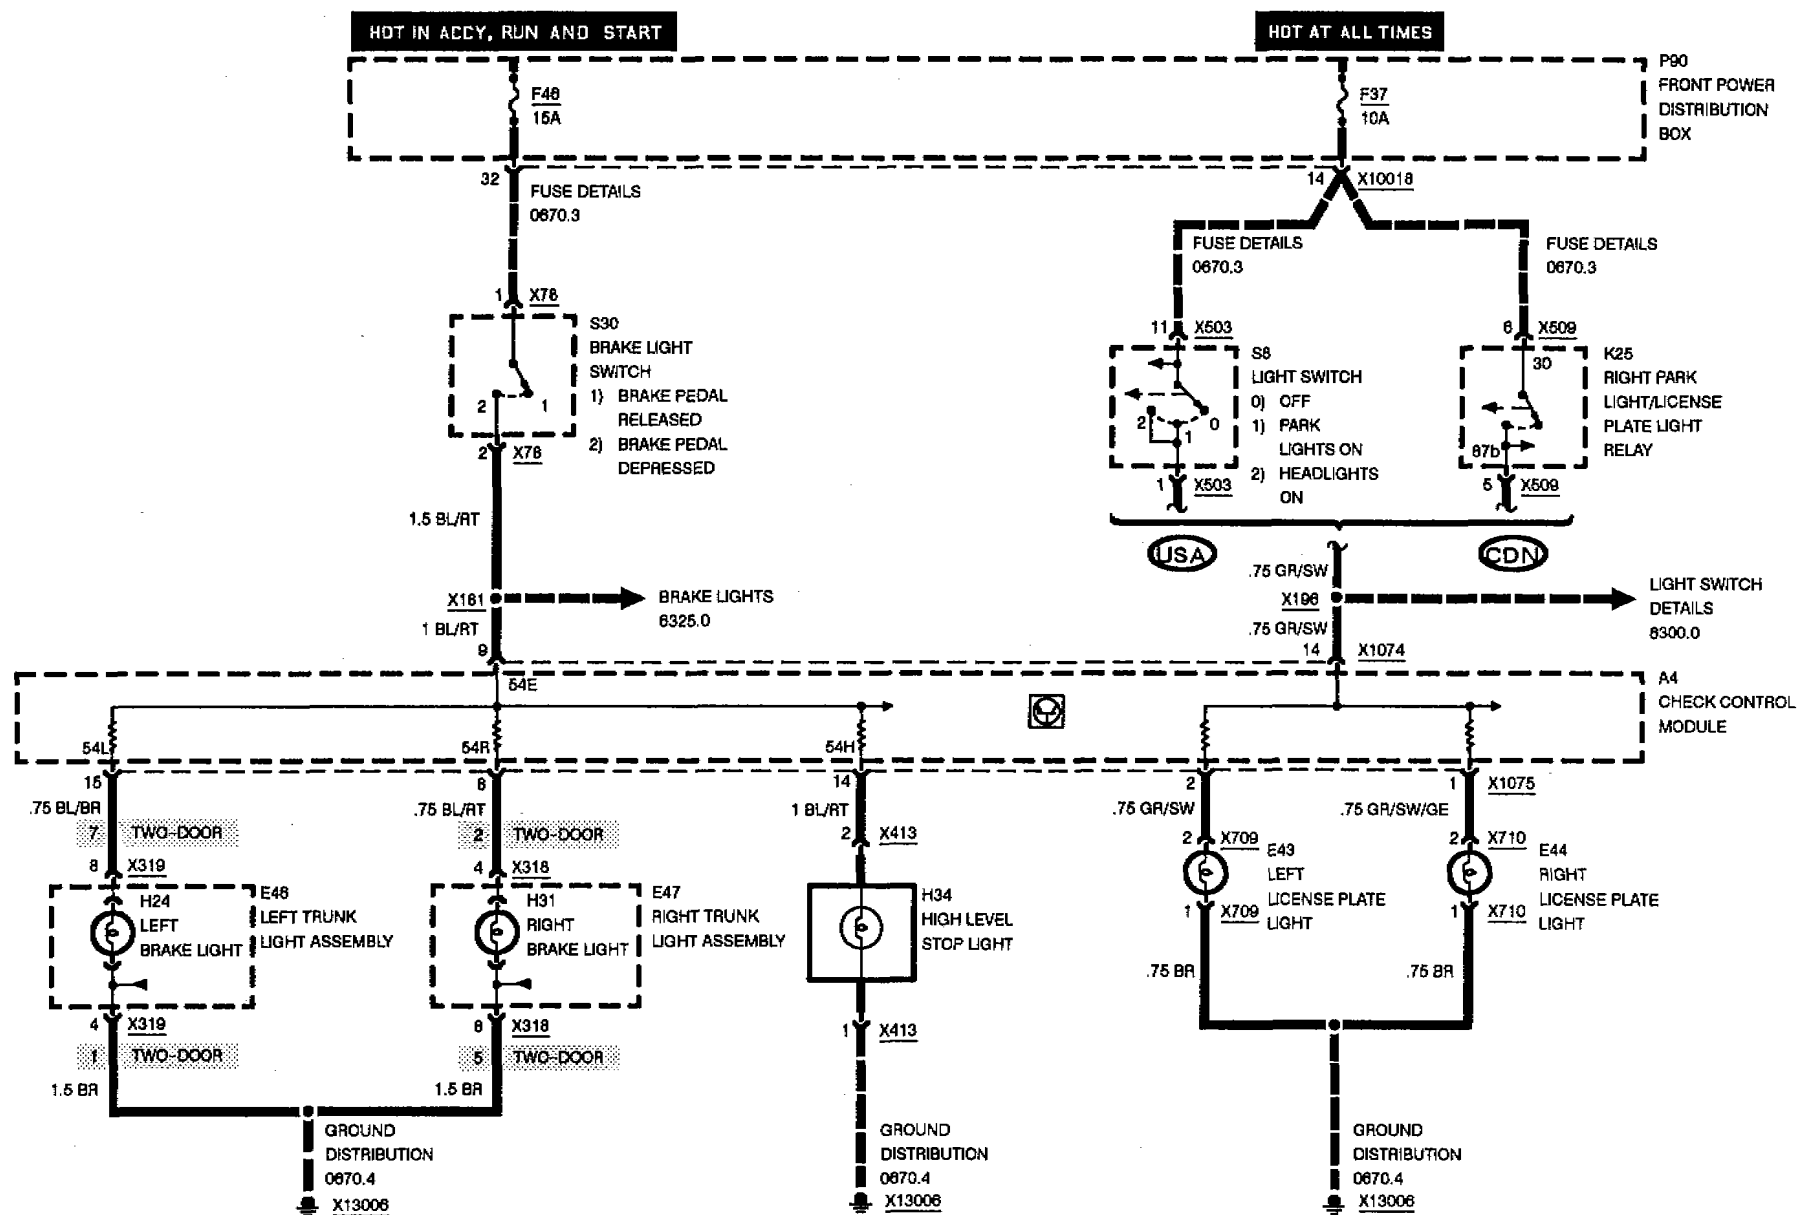 HOT IN ACCY, RUN AND START
HOT AT ALL TIMES
P90
FRONT POWER
DISTRIBUTION
BOX
F46
15A
F37
10A
32
FUSE DETAILS
0670.3
14 X10018
FUSE DETAILS
0670.3
FUSE DETAILS
0670.3
1 X78
S30
BRAKE LIGHT
SWITCH
1) BRAKE PEDAL
RELEASED
2) BRAKE PEDAL
DEPRESSED
2 1
2 X78
11 X503
S8
LIGHT SWITCH
0) OFF
1) PARK
LIGHTS ON
2) HEADLIGHTS
ON
2 1 0
1 X503
6 X509
30
K25
RIGHT PARK
LIGHT/LICENSE
PLATE LIGHT
RELAY
87b
5 X509
USA
CDN
1.5 BL/RT
X181
BRAKE LIGHTS
6325.0
1 BL/RT
9
.75 GR/SW
X196
LIGHT SWITCH
DETAILS
6300.0
.75 GR/SW
14 X1074
54E
A4
CHECK CONTROL
MODULE
54L
54R
54H
15
6
14
2
1 X1075
.75 BL/BR
7 TWO-DOOR
8 X319
.75 BL/RT
2 TWO-DOOR
4 X318
1 BL/RT
2 X413
.75 GR/SW
2 X709
.75 GR/SW/GE
2 X710
H24
LEFT
BRAKE LIGHT
E46
LEFT TRUNK
LIGHT ASSEMBLY
H31
RIGHT
BRAKE LIGHT
E47
RIGHT TRUNK
LIGHT ASSEMBLY
H34
HIGH LEVEL
STOP LIGHT
E43
LEFT
LICENSE PLATE
LIGHT
1 X709
E44
RIGHT
LICENSE PLATE
LIGHT
1 X710
.75 BR
.75 BR
4 X319
1 TWO-DOOR
1.5 BR
8 X318
5 TWO-DOOR
1.5 BR
1 X413
GROUND
DISTRIBUTION
0670.4
X13006
GROUND
DISTRIBUTION
0670.4
X13006
GROUND
DISTRIBUTION
0670.4
X13006